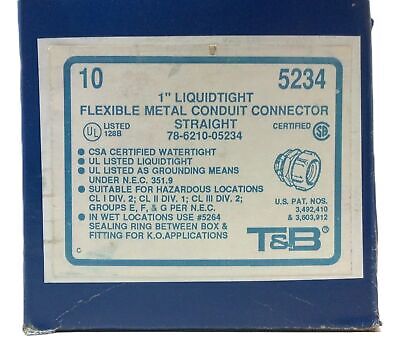 10 5234
1" LIQUIDTIGHT
FLEXIBLE METAL CONDUIT CONNECTOR
STRAIGHT
78-6210-05234
UL LISTED 128B
CERTIFIED SA
• CSA CERTIFIED WATERTIGHT
• UL LISTED LIQUIDTIGHT
• UL LISTED AS GROUNDING MEANS
UNDER N.E.C. 351.9
• SUITABLE FOR HAZARDOUS LOCATIONS
CL I DIV. 2; CL II DIV. 1; CL III DIV. 2;
GROUPS E, F, & G PER N.E.C.
• IN WET LOCATIONS USE #5264
SEALING RING BETWEEN BOX &
FITTING FOR K.O. APPLICATIONS
U.S. PAT. NOS.
3,492,410
& 3,603,912
T&B®
C